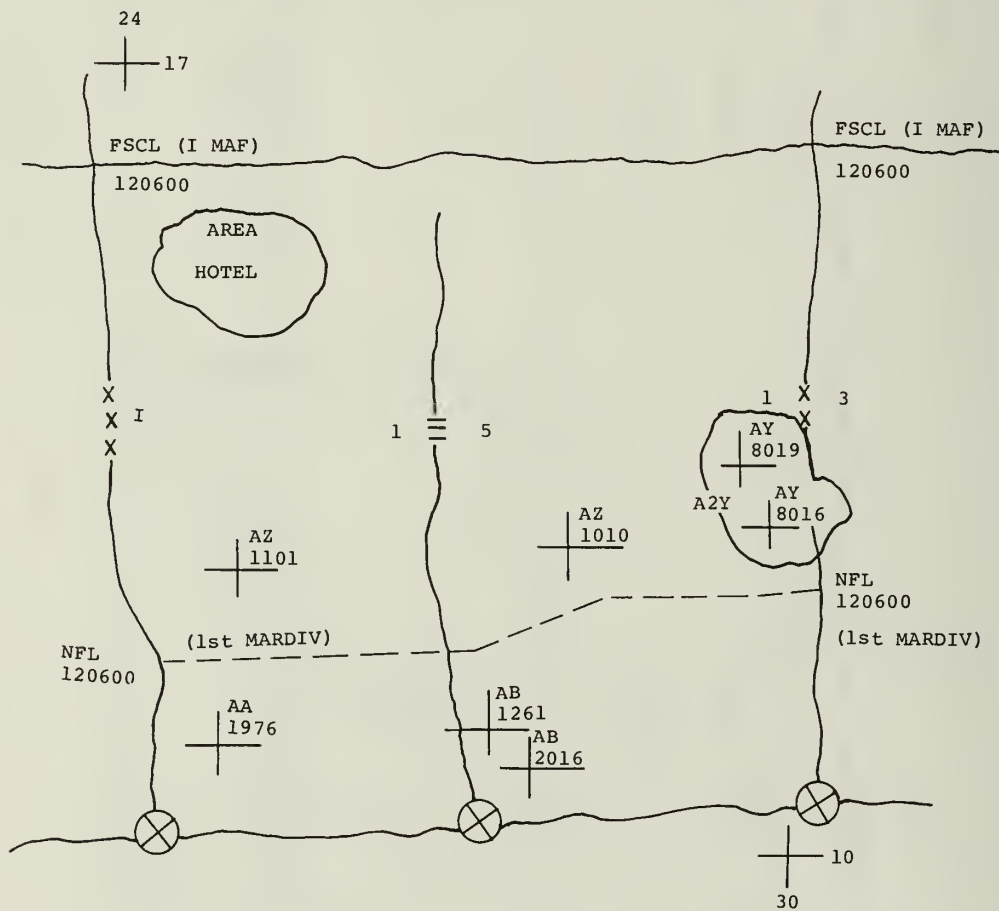 24
17
FSCL (I MAF)
120600
FSCL (I MAF)
120600
AREA
HOTEL
X
X
X
I
1
5
1
X
X
3
AY
8019
A2Y
AY
8016
AZ
1101
AZ
1010
NFL
120600
(1st MARDIV)
NFL
120600
(1st MARDIV)
AA
1976
AB
1261
AB
2016
10
30